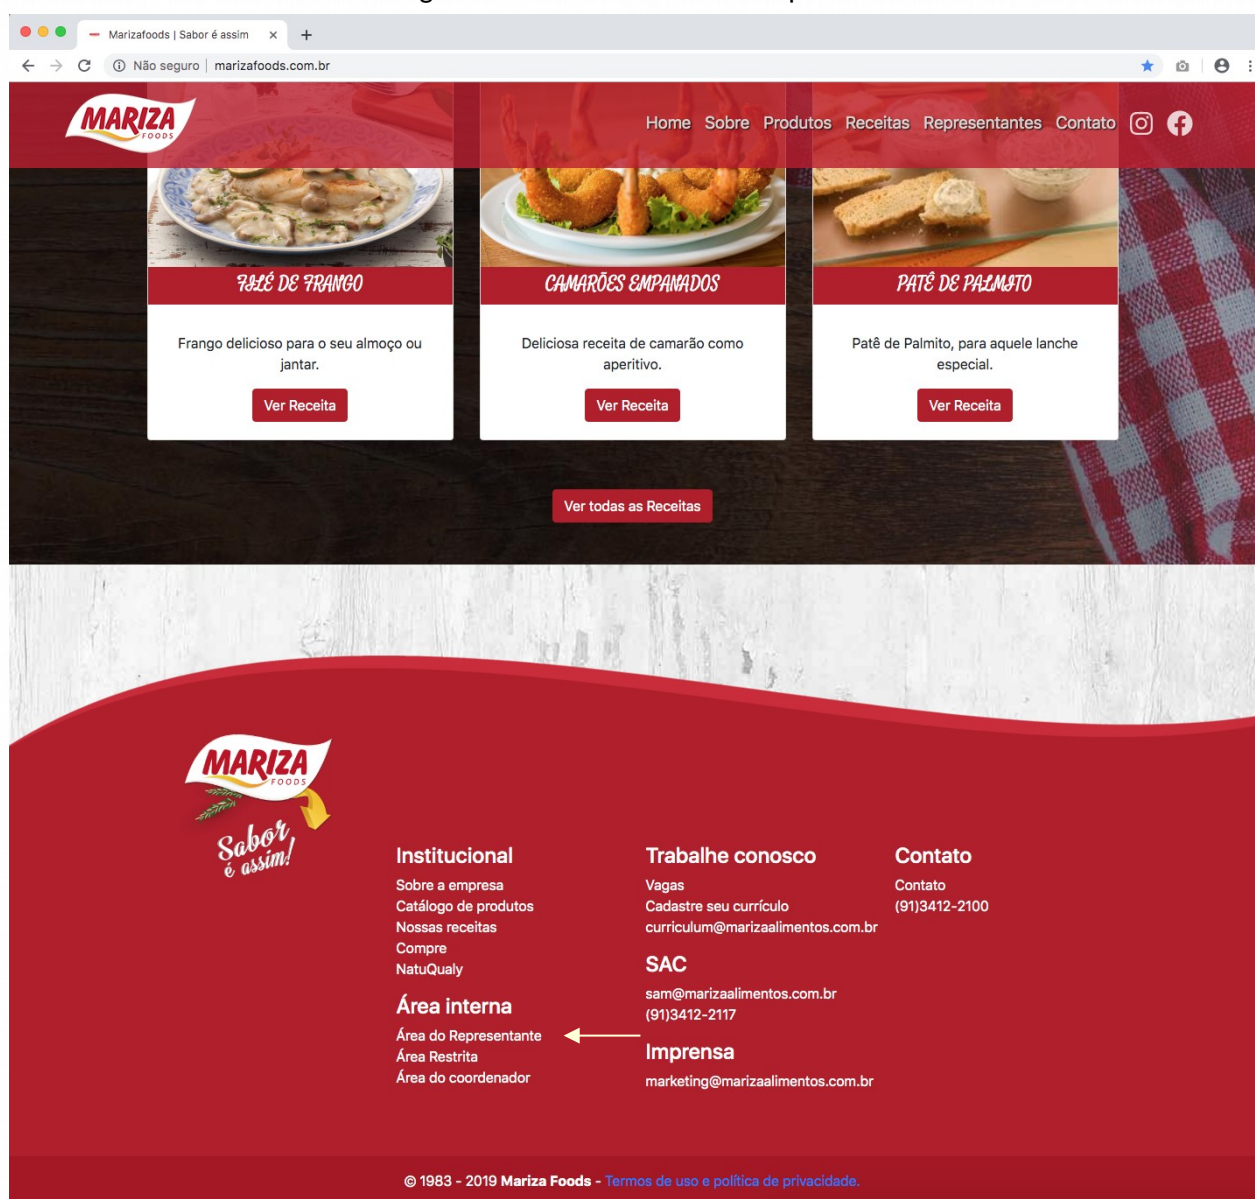 Marizafoods | Sabor é assim
Não seguro | marizafoods.com.br
MARIZA
FOODS
Home Sobre Produtos Receitas Representantes Contato
FILÉ DE FRANGO
Frango delicioso para o seu almoço ou
jantar.
Ver Receita
CAMARÕES EMPANADOS
Deliciosa receita de camarão como
aperitivo.
Ver Receita
PATÊ DE PALMITO
Patê de Palmito, para aquele lanche
especial.
Ver Receita
Ver todas as Receitas
MARIZA
FOODS
Sabor
é assim!
Institucional
Sobre a empresa
Catálogo de produtos
Nossas receitas
Compre
NatuQualy
Área interna
Área do Representante
Área Restrita
Área do coordenador
Trabalhe conosco
Vagas
Cadastre seu currículo
curriculum@marizaalimentos.com.br
SAC
sam@marizaalimentos.com.br
(91)3412-2117
Imprensa
marketing@marizaalimentos.com.br
Contato
Contato
(91)3412-2100
© 1983 - 2019 Mariza Foods - Termos de uso e política de privacidade.